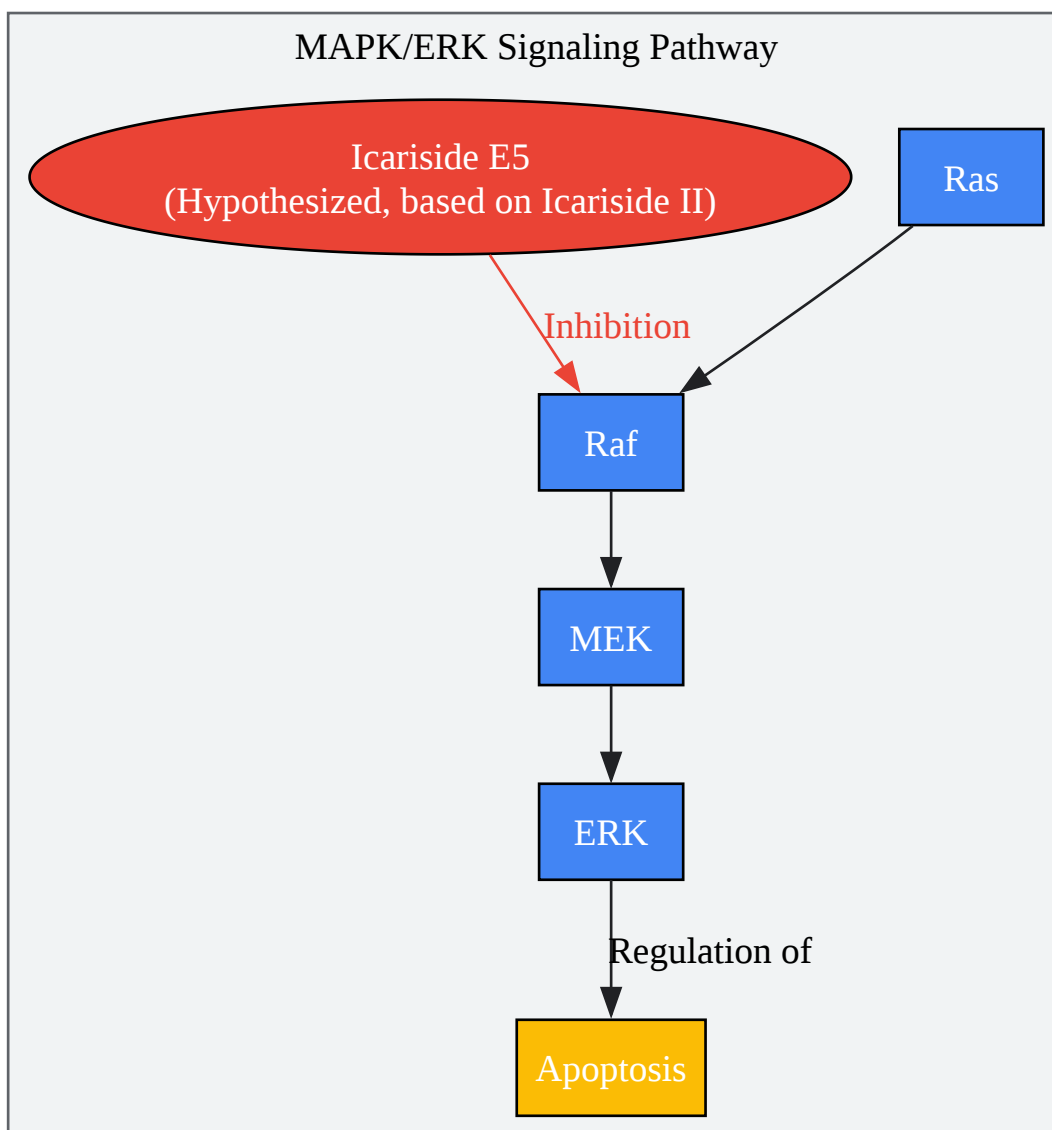 MAPK/ERK Signaling Pathway
Icariside E5
(Hypothesized, based on Icariside II)
Ras
Inhibition
Raf
MEK
ERK
Regulation of
Apoptosis